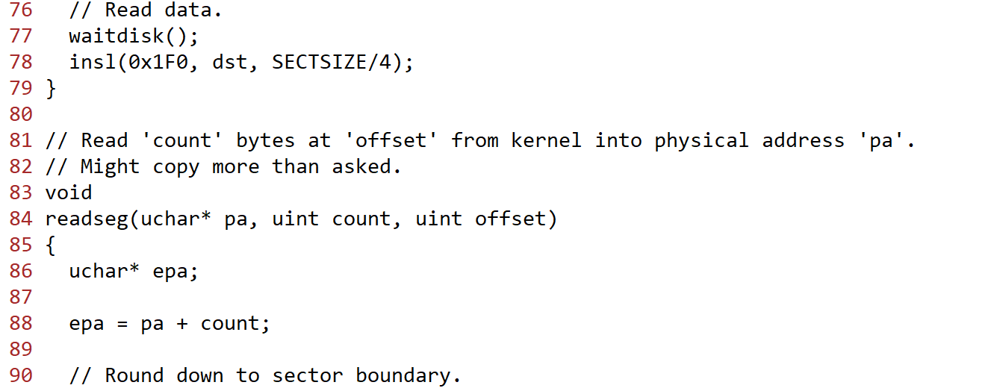 76   // Read data.
77   waitdisk();
78   insl(0x1F0, dst, SECTSIZE/4);
79 }
80
81 // Read 'count' bytes at 'offset' from kernel into physical address 'pa'.
82 // Might copy more than asked.
83 void
84 readseg(uchar* pa, uint count, uint offset)
85 {
86   uchar* epa;
87
88   epa = pa + count;
89
90   // Round down to sector boundary.